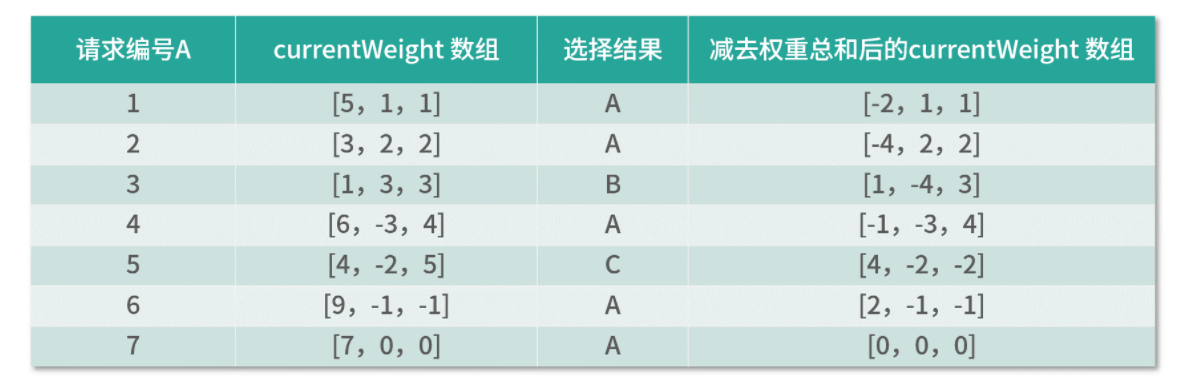 请求编号A currentWeight 数组 选择结果 减去权重总和后的currentWeight 数组
1 [5，1，1] A [-2，1，1]
2 [3，2，2] A [-4，2，2]
3 [1，3，3] B [1，-4，3]
4 [6，-3，4] A [-1，-3，4]
5 [4，-2，5] C [4，-2，-2]
6 [9，-1，-1] A [2，-1，-1]
7 [7，0，0] A [0，0，0]